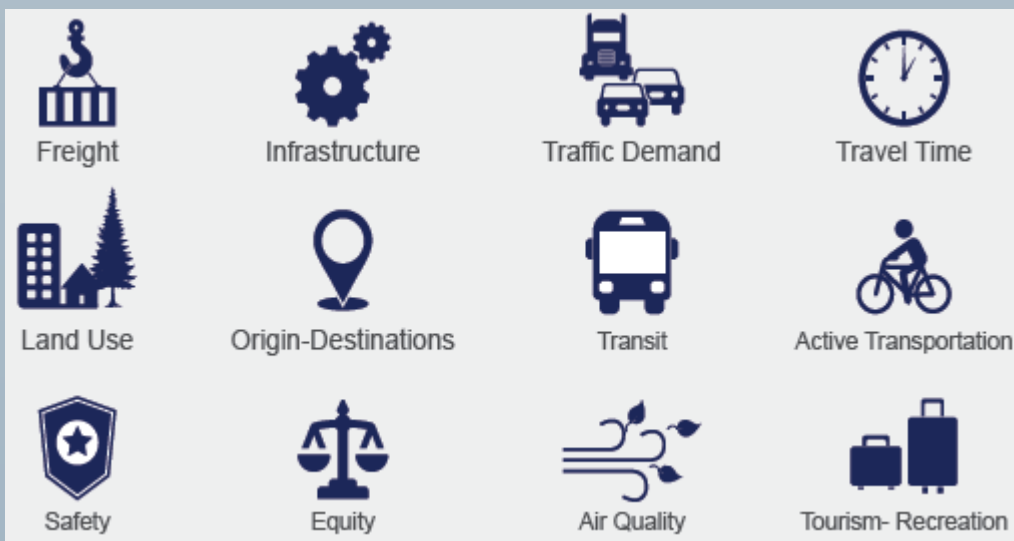 Freight
Infrastructure
Traffic Demand
Travel Time
Land Use
Origin-Destinations
Transit
Active Transportation
Safety
Equity
Air Quality
Tourism- Recreation